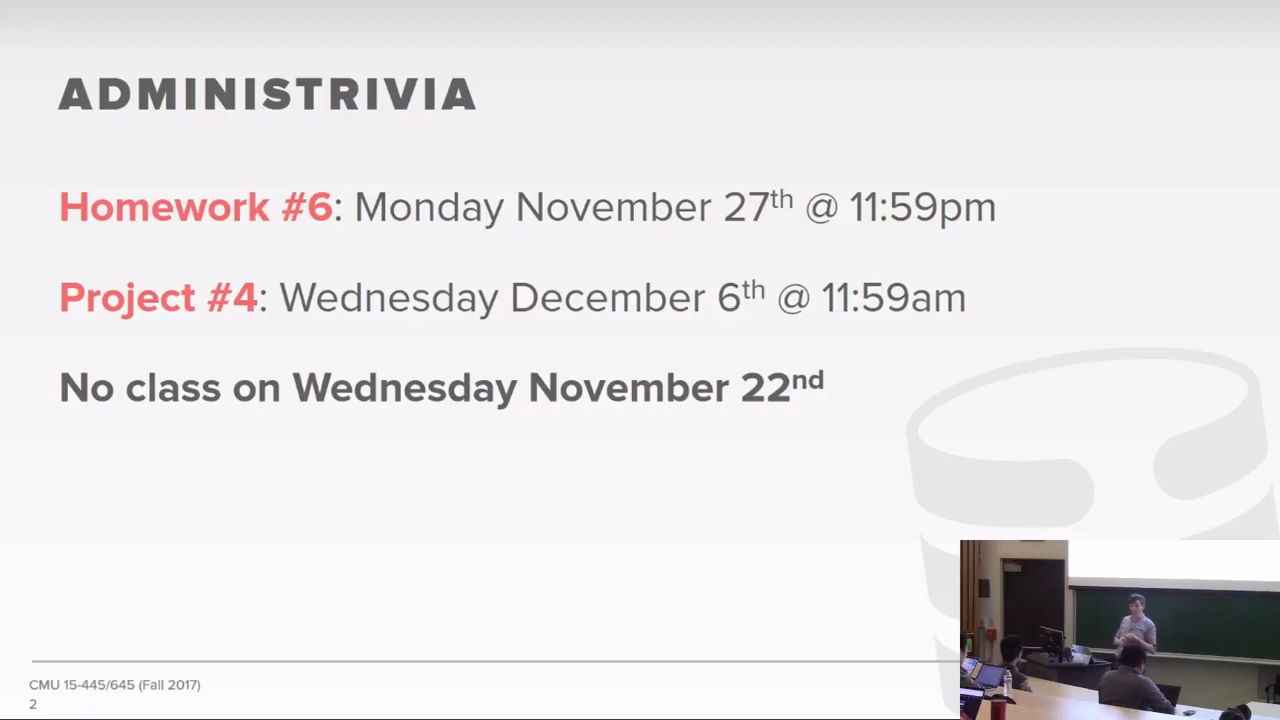 ADMINISTRIVIA
Homework #6: Monday November 27th @ 11:59pm
Project #4: Wednesday December 6th @ 11:59am
No class on Wednesday November 22nd
CMU 15-445/645 (Fall 2017)
2